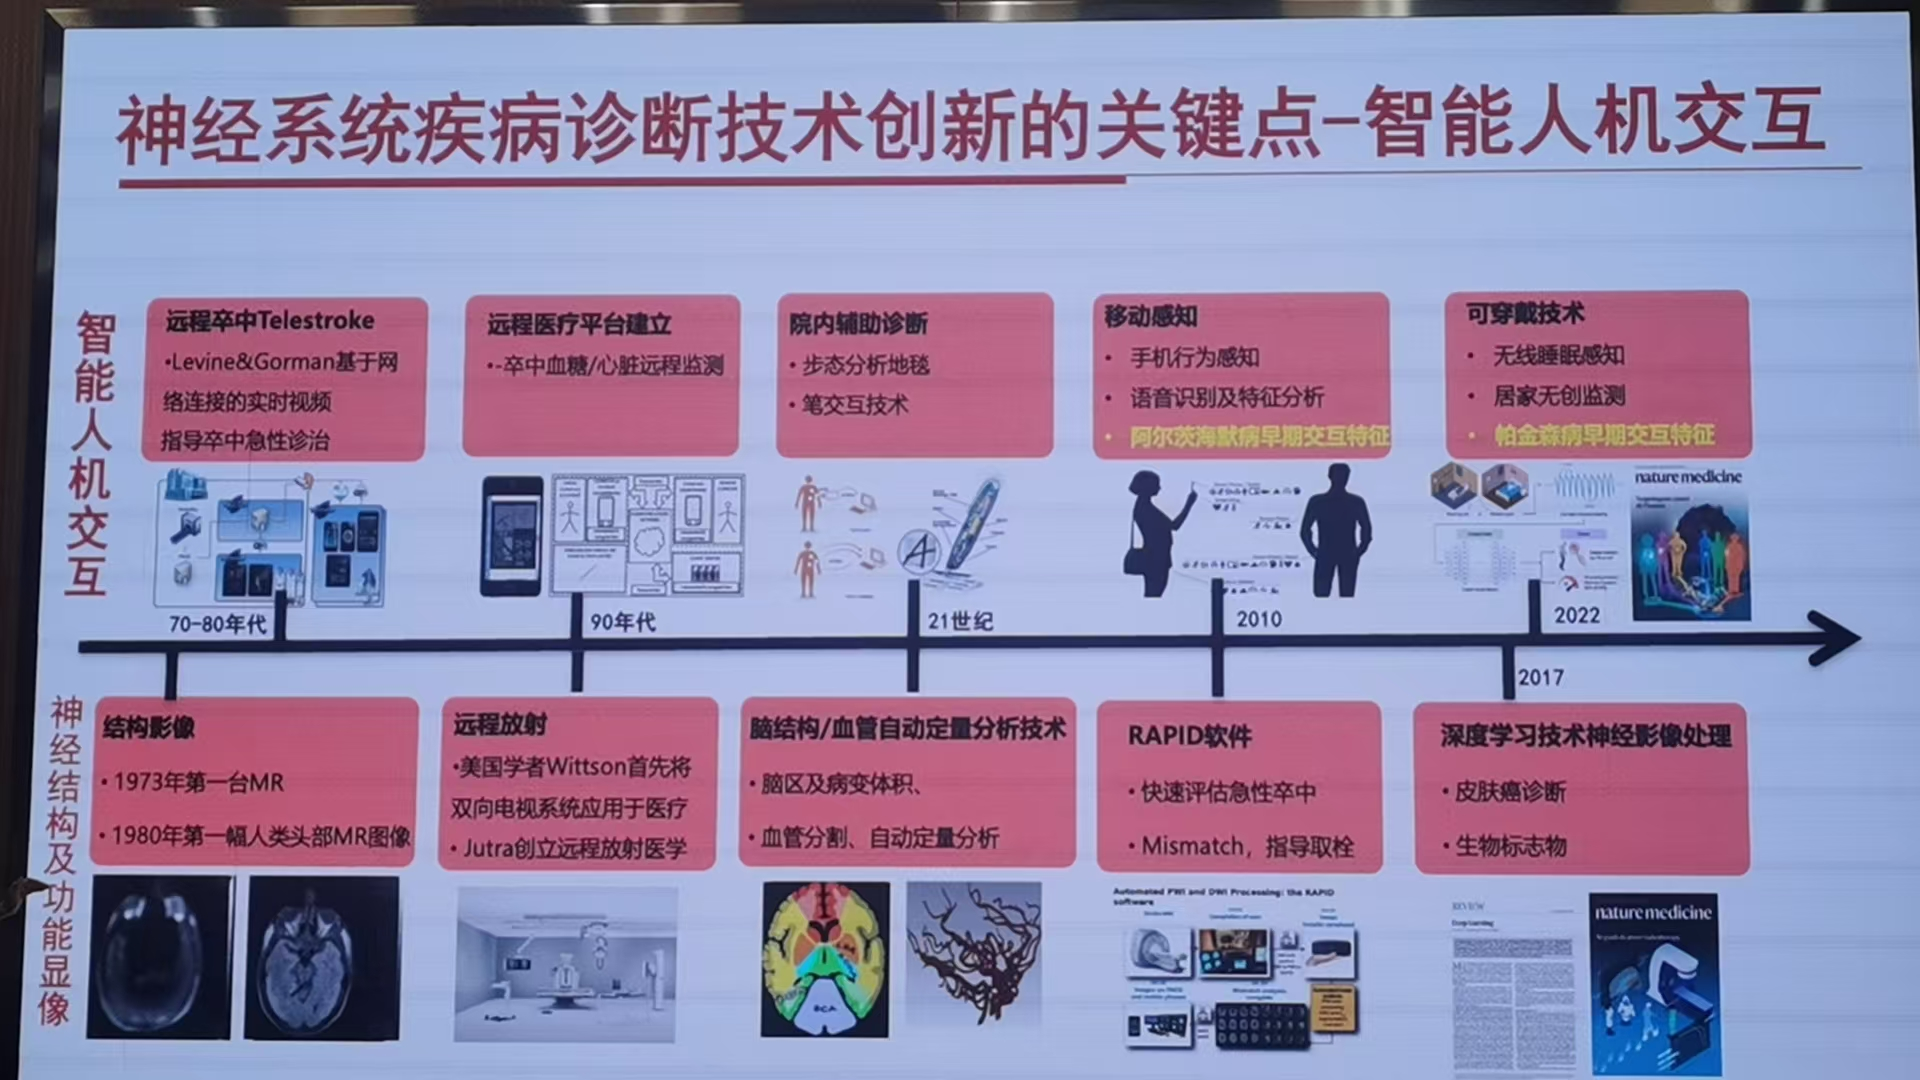 神经系统疾病诊断技术创新的关键点-智能人机交互
智能人机交互
远程卒中Telestroke
•Levine&Gorman基于网
络连接的实时视频
指导卒中急性诊治
远程医疗平台建立
•-卒中血糖/心脏远程监测
院内辅助诊断
• 步态分析地毯
• 笔交互技术
移动感知
• 手机行为感知
• 语音识别及特征分析
• 阿尔茨海默病早期交互特征
可穿戴技术
• 无线睡眠感知
• 居家无创监测
• 帕金森病早期交互特征
A
nature medicine
70-80年代
90年代
21世纪
2010
2022
2017
神经结构及功能显像
结构影像
• 1973年第一台MR
• 1980年第一幅人类头部MR图像
远程放射
•美国学者Wittson首先将
双向电视系统应用于医疗
• Jutra创立远程放射医学
脑结构/血管自动定量分析技术
• 脑区及病变体积、
• 血管分割、自动定量分析
RAPID软件
• 快速评估急性卒中
• Mismatch，指导取栓
深度学习技术神经影像处理
• 皮肤癌诊断
• 生物标志物
Automated PWI and DWI Processing: the RAPID
software
REVIEW
Deep learning
nature medicine